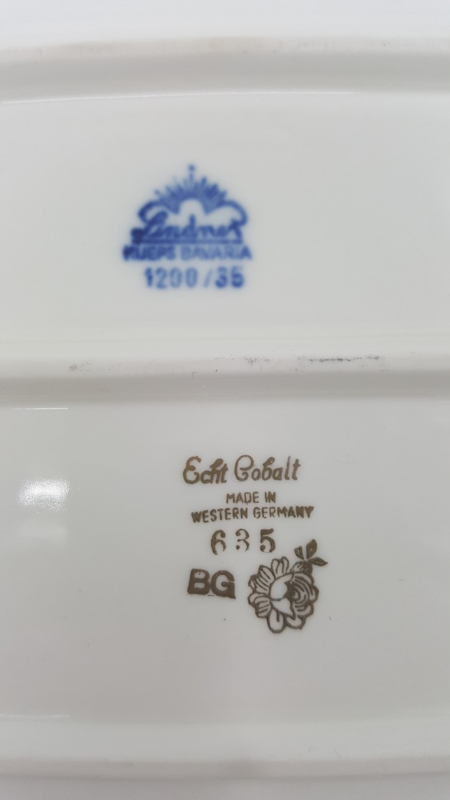 Lindner
KUEPS BAVARIA
1200/35
Echt Cobalt
MADE IN
WESTERN GERMANY
635
BG